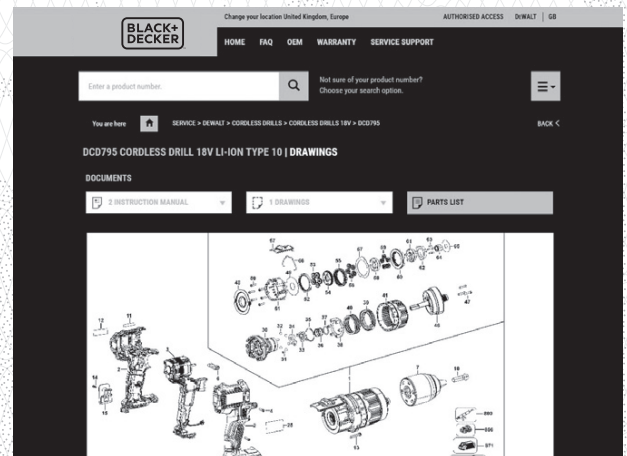 Change your location United Kingdom, Europe
AUTHORISED ACCESS DeWALT | GB
BLACK+
DECKER
HOME FAQ OEM WARRANTY SERVICE SUPPORT
Enter a product number.
Not sure of your product number?
Choose your search option.
You are here
SERVICE > DEWALT > CORDLESS DRILLS > CORDLESS DRILLS 18V > DCD795
BACK <
DCD795 CORDLESS DRILL 18V LI-ION TYPE 10 | DRAWINGS
DOCUMENTS
2 INSTRUCTION MANUAL
1 DRAWINGS
PARTS LIST